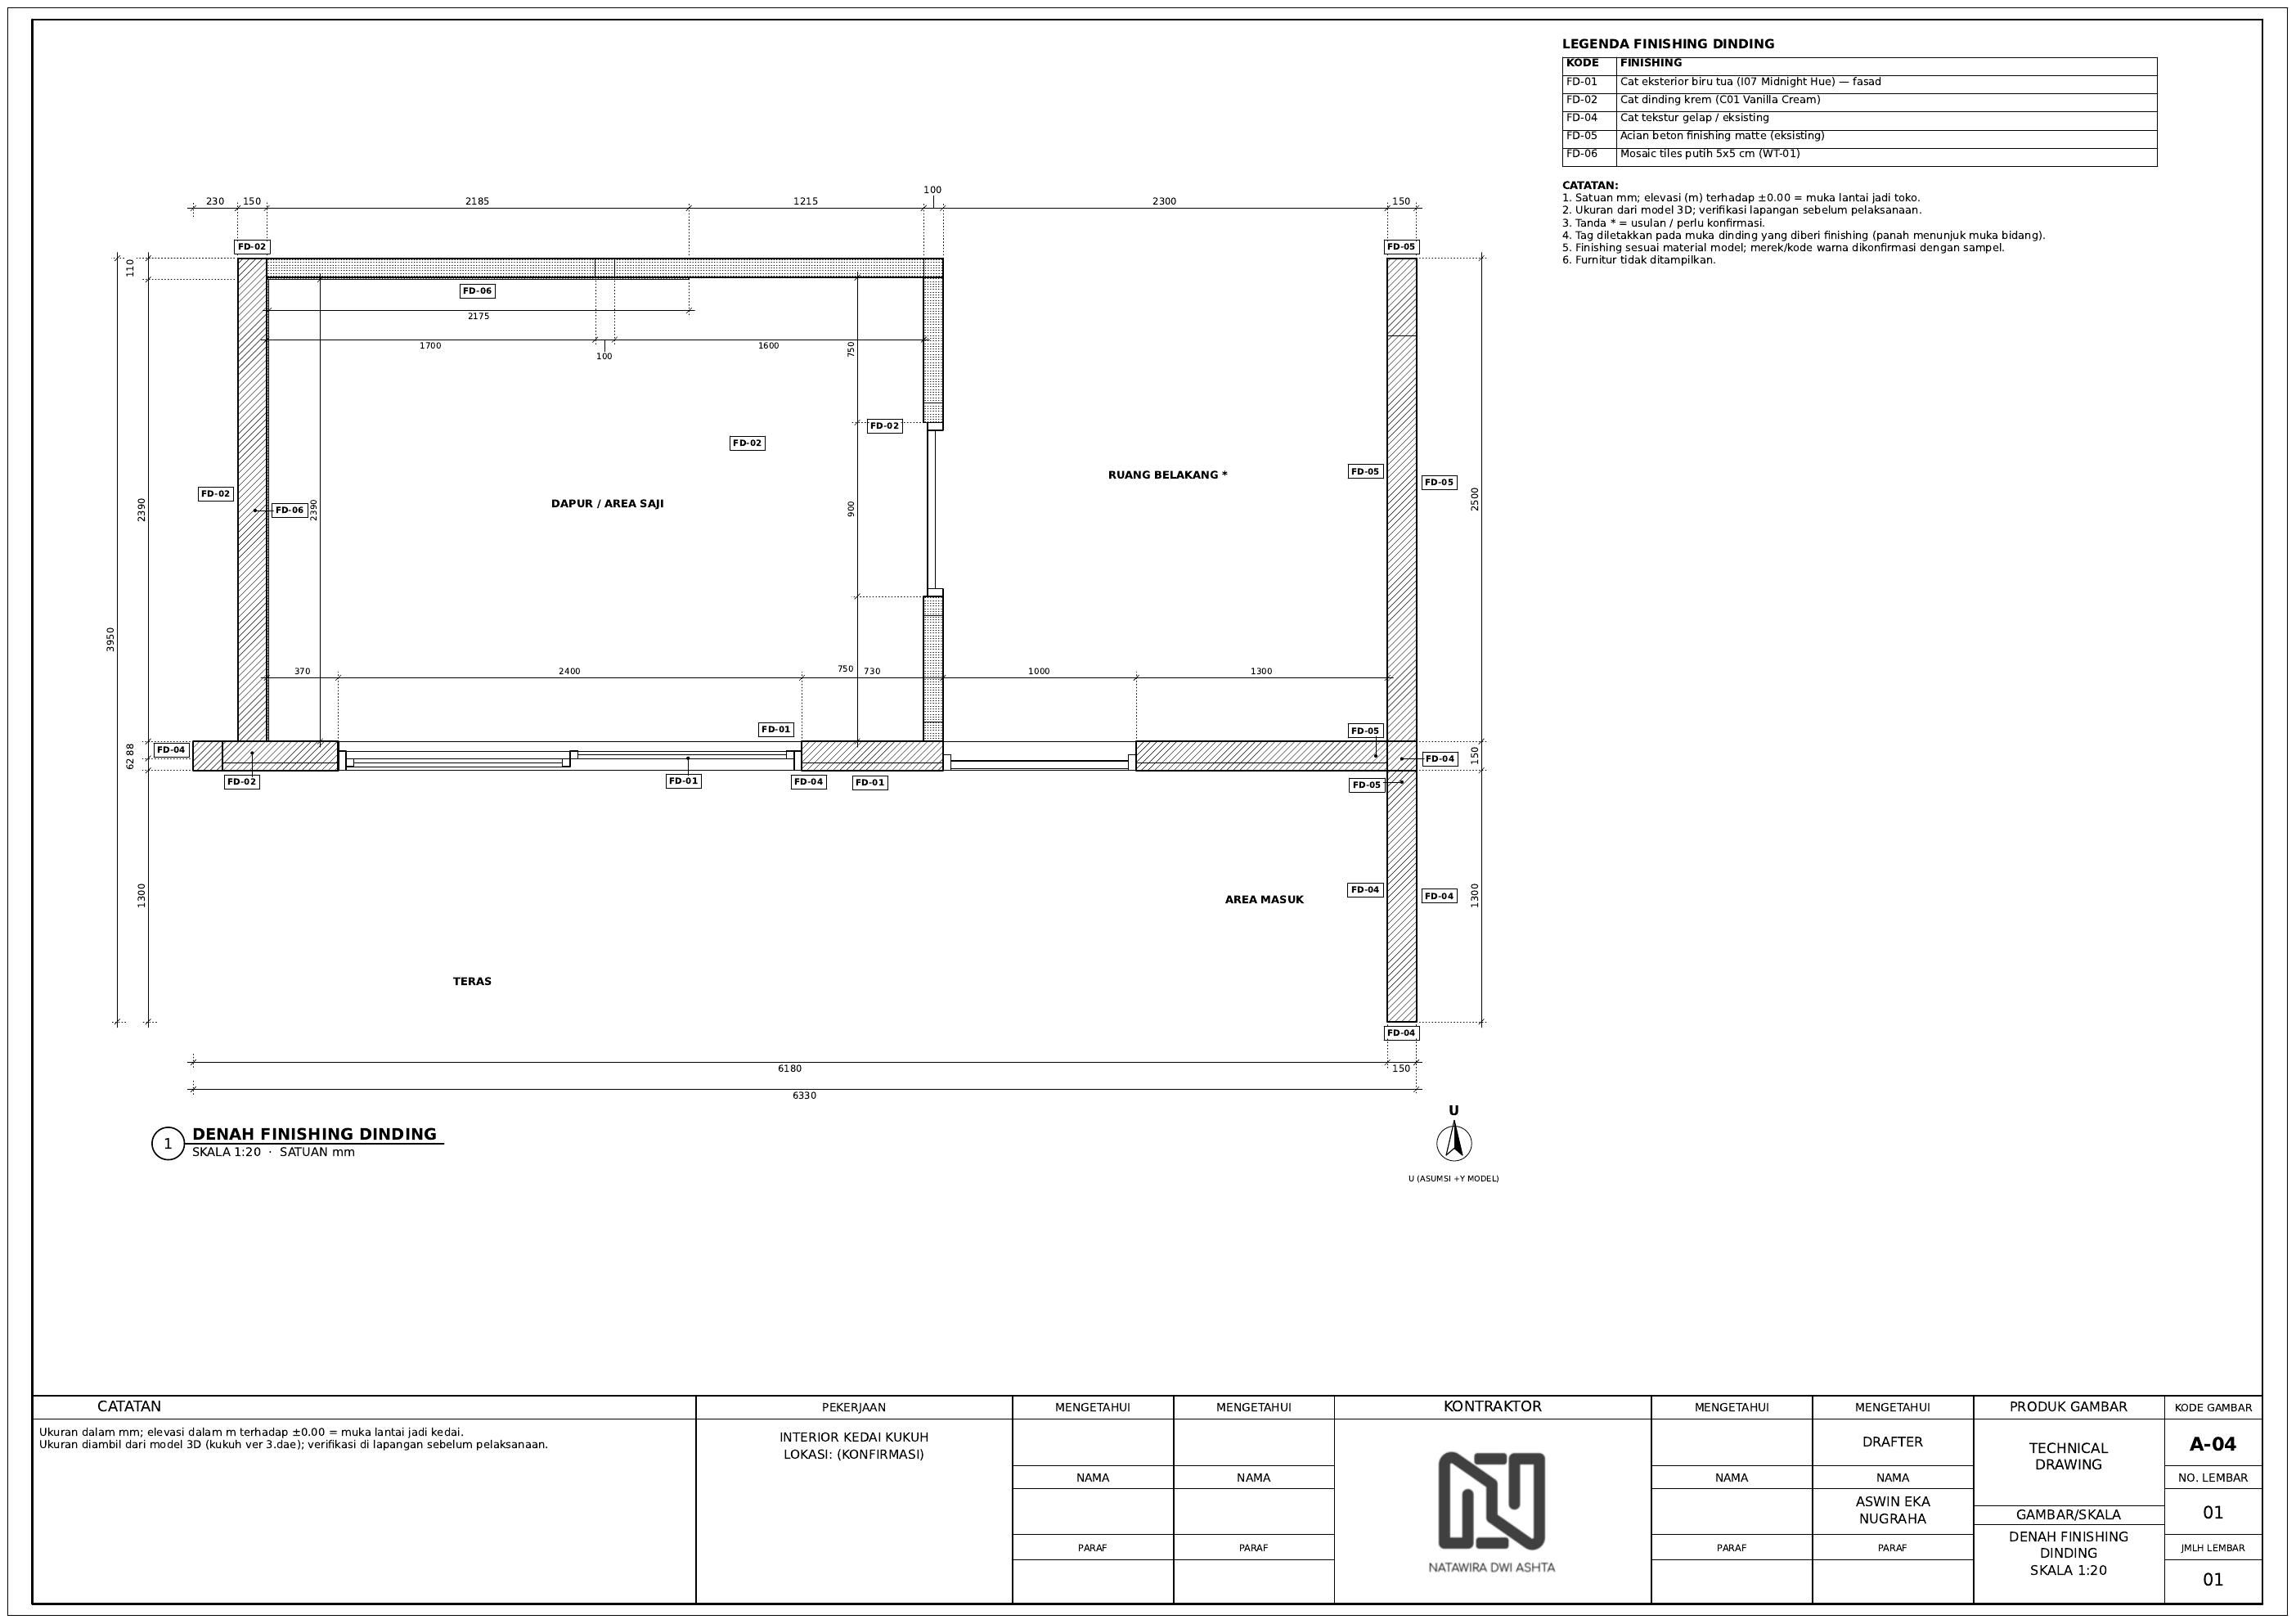 LEGENDA FINISHING DINDING
KODE FINISHING
FD-01 Cat eksterior biru tua (I07 Midnight Hue) — fasad
FD-02 Cat dinding krem (C01 Vanilla Cream)
FD-04 Cat tekstur gelap / eksisting
FD-05 Acian beton finishing matte (eksisting)
FD-06 Mosaic tiles putih 5x5 cm (WT-01)
CATATAN:
1. Satuan mm; elevasi (m) terhadap ±0.00 = muka lantai jadi toko.
2. Ukuran dari model 3D; verifikasi lapangan sebelum pelaksanaan.
3. Tanda * = usulan / perlu konfirmasi.
4. Tag diletakkan pada muka dinding yang diberi finishing (panah menunjuk muka bidang).
5. Finishing sesuai material model; merek/kode warna dikonfirmasi dengan sampel.
6. Furnitur tidak ditampilkan.
100
230 150 2185 1215 2300 150
FD-02 FD-05
110
FD-06
2175
1700 100 1600 750
FD-02 FD-02
FD-05
RUANG BELAKANG *
FD-05
FD-02
2390
FD-06
2390
DAPUR / AREA SAJI
900
2500
3950
370 2400 750 730 1000 1300
FD-01 FD-05
FD-04
62 88
150
FD-04
FD-02 FD-01 FD-04 FD-01 FD-05
1300
FD-04 FD-04
1300
AREA MASUK
TERAS
FD-04
6180 150
6330
U
1
DENAH FINISHING DINDING
SKALA 1:20 · SATUAN mm
U (ASUMSI +Y MODEL)
CATATAN
Ukuran dalam mm; elevasi dalam m terhadap ±0.00 = muka lantai jadi kedai.
Ukuran diambil dari model 3D (kukuh ver 3.dae); verifikasi di lapangan sebelum pelaksanaan.
PEKERJAAN
INTERIOR KEDAI KUKUH
LOKASI: (KONFIRMASI)
MENGETAHUI
NAMA
PARAF
MENGETAHUI
NAMA
PARAF
KONTRAKTOR
NATAWIRA DWI ASHTA
MENGETAHUI
NAMA
PARAF
MENGETAHUI
DRAFTER
NAMA
ASWIN EKA
NUGRAHA
PARAF
PRODUK GAMBAR
TECHNICAL
DRAWING
GAMBAR/SKALA
DENAH FINISHING
DINDING
SKALA 1:20
KODE GAMBAR
A-04
NO. LEMBAR
01
JMLH LEMBAR
01